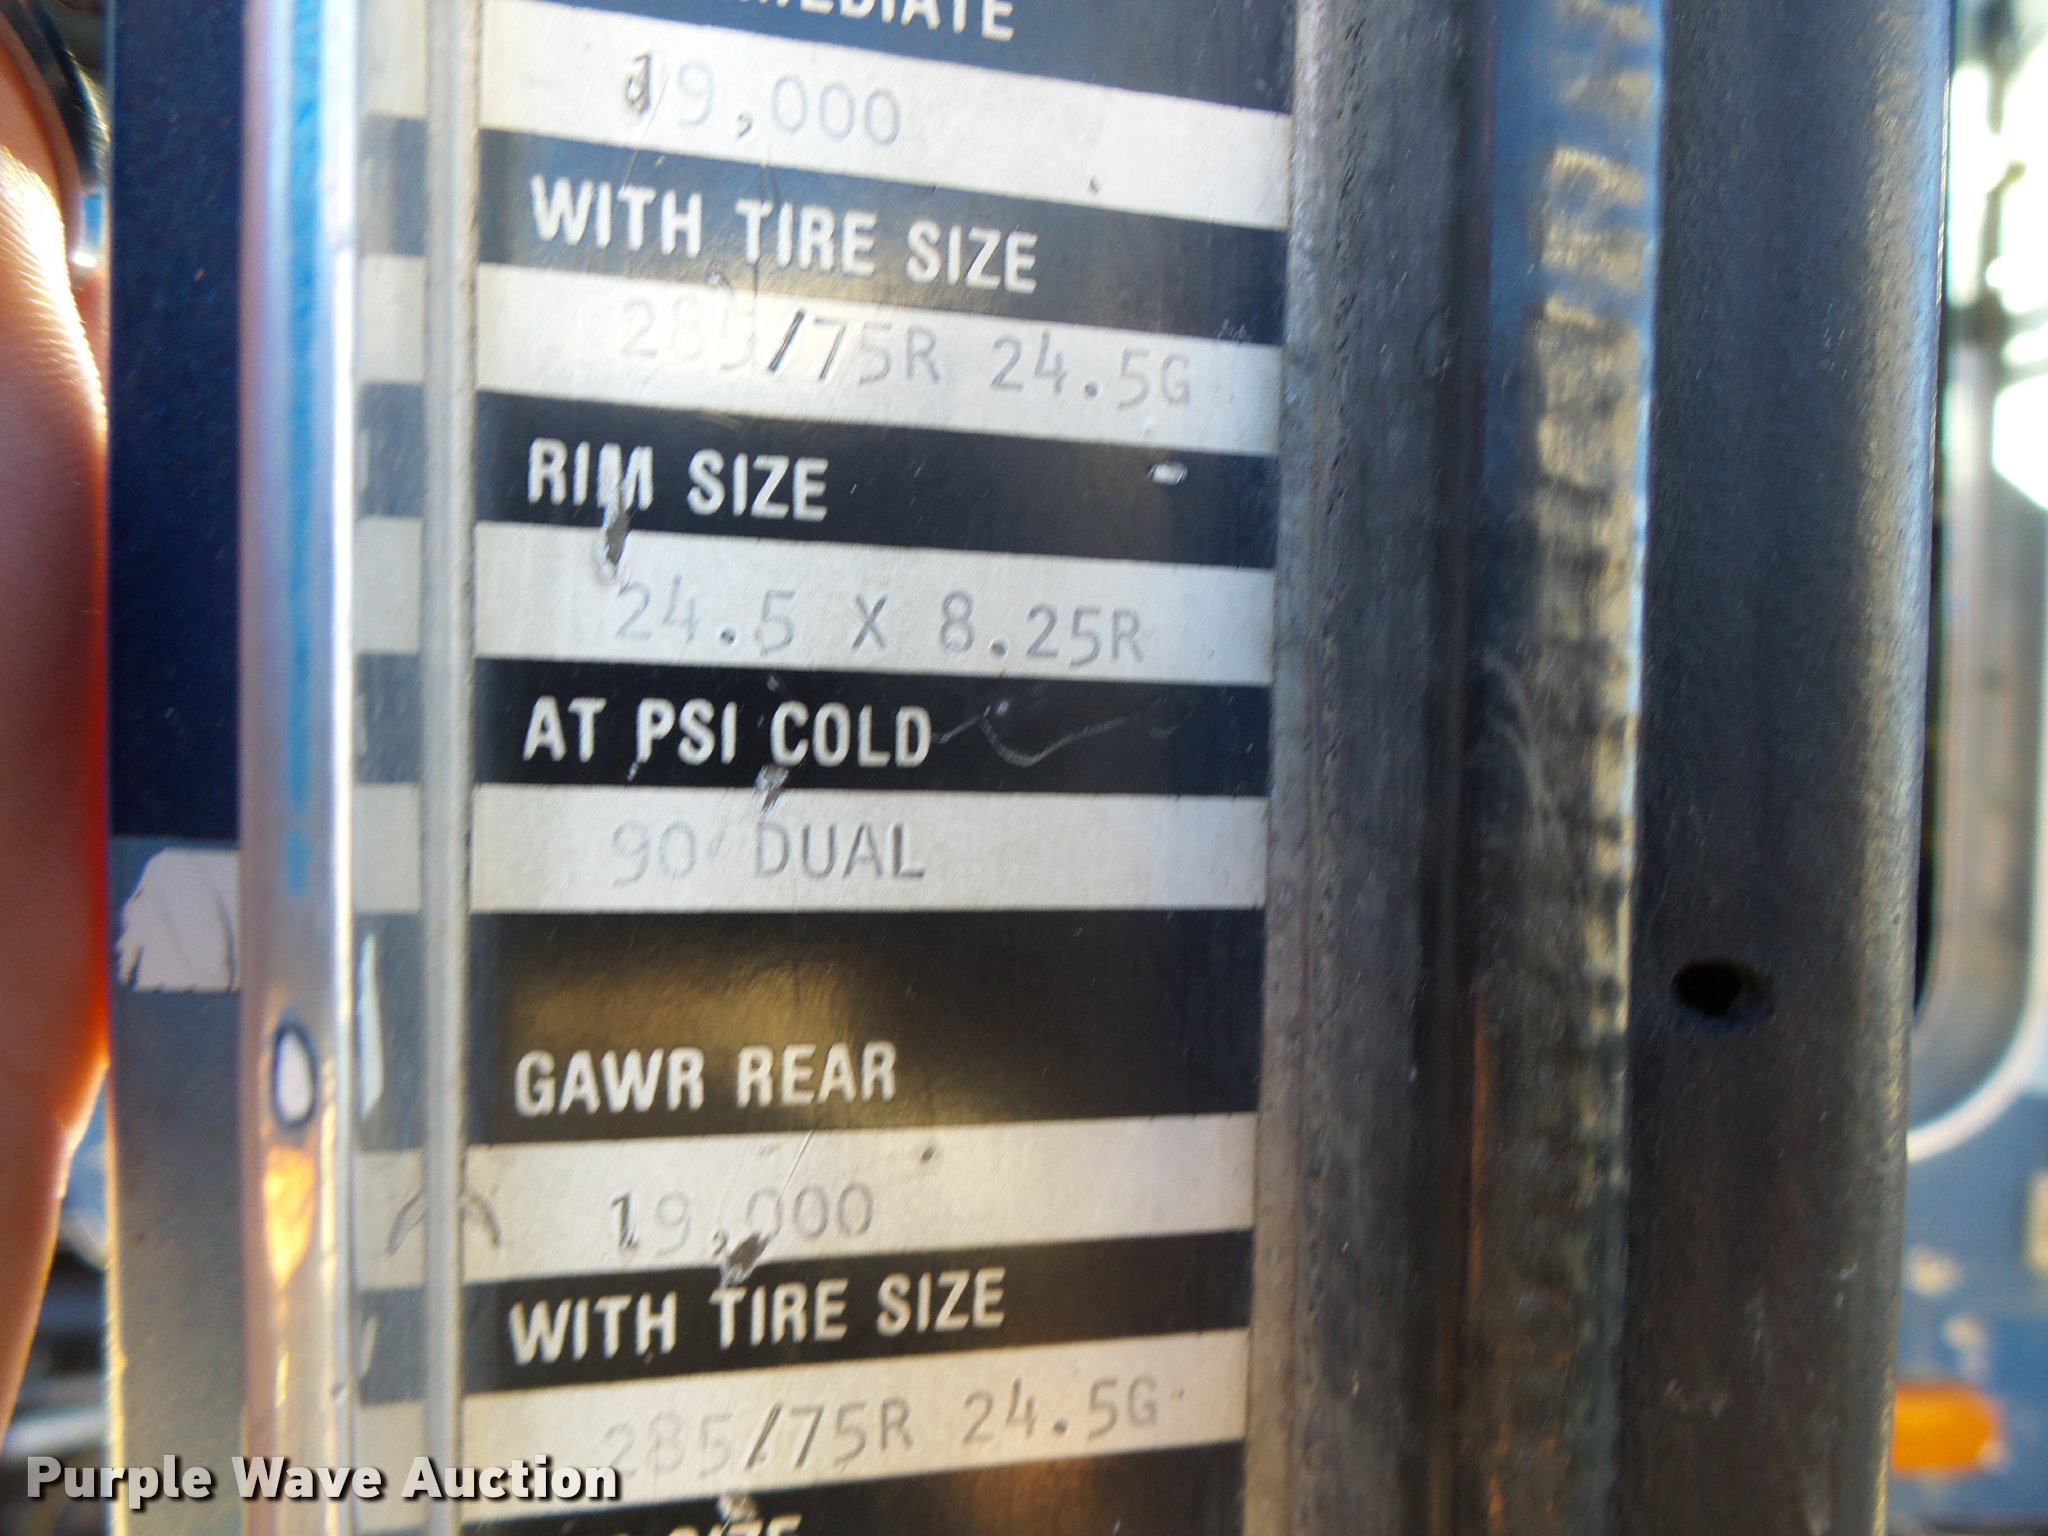 19,000
WITH TIRE SIZE
285/75R 24.5G
RIM SIZE
24.5 X 8.25R
AT PSI COLD
90 DUAL
GAWR REAR
19,000
WITH TIRE SIZE
285/75R 24.5G
SIZE
Purple Wave Auction